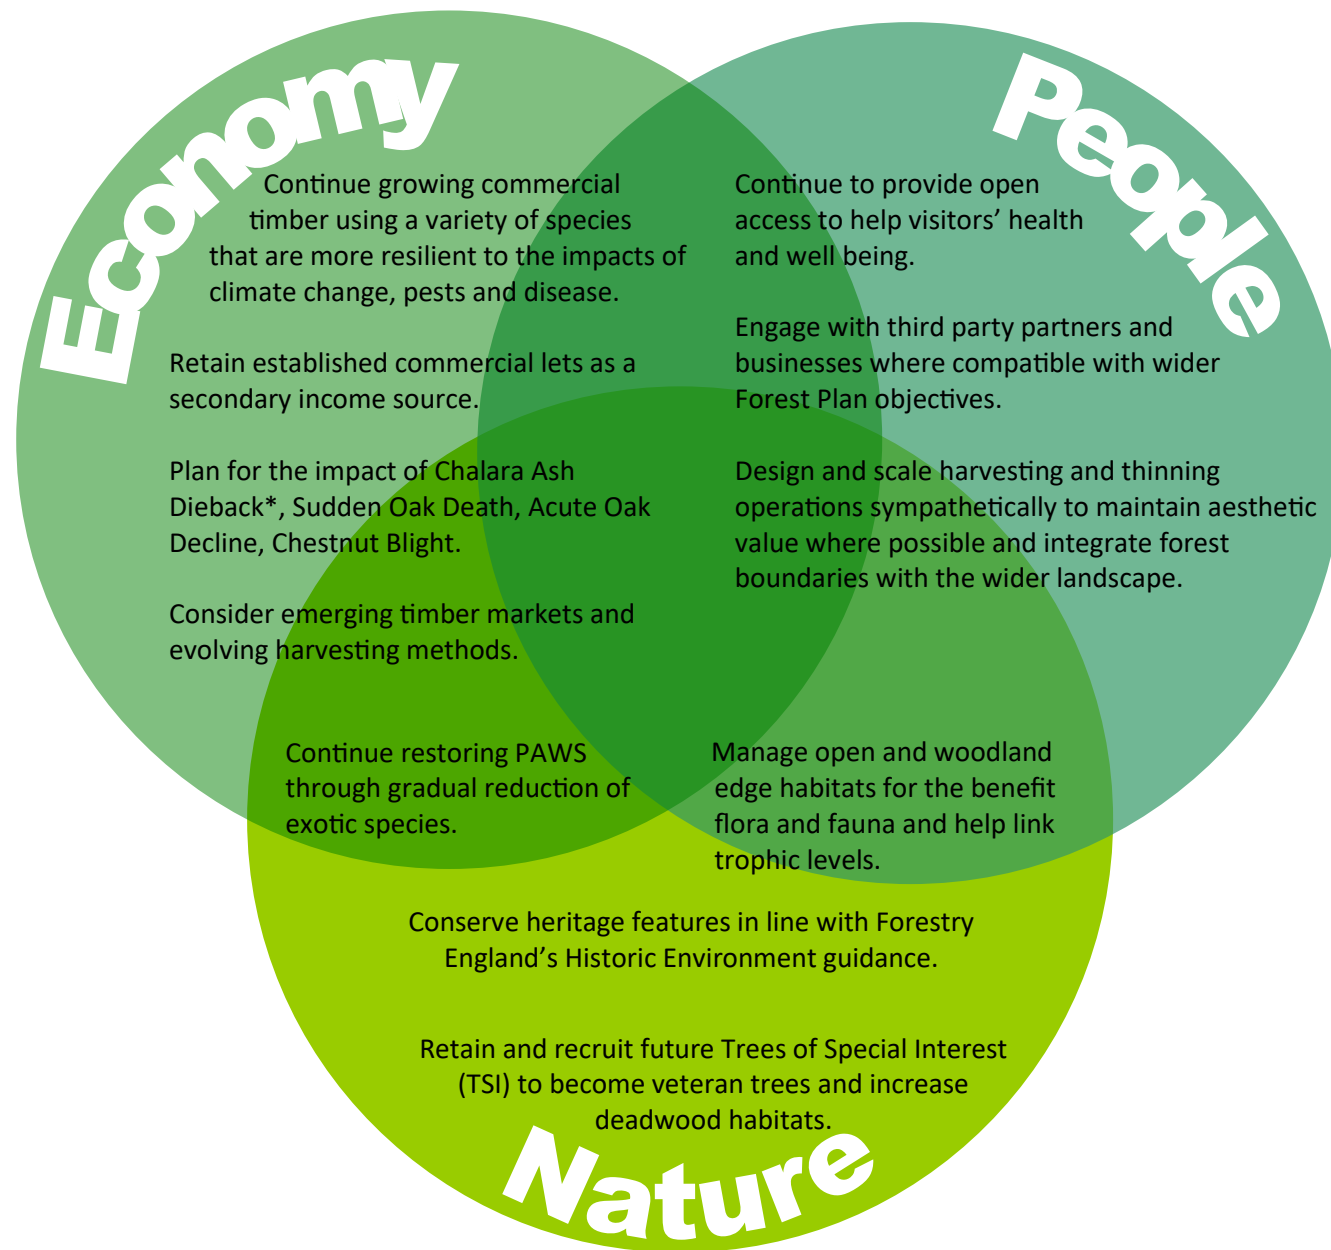 Economy
Continue growing commercial
timber using a variety of species
that are more resilient to the impacts of
climate change, pests and disease.
Retain established commercial lets as a
secondary income source.
Plan for the impact of Chalara Ash
Dieback*, Sudden Oak Death, Acute Oak
Decline, Chestnut Blight.
Consider emerging timber markets and
evolving harvesting methods.
People
Continue to provide open
access to help visitors’ health
and well being.
Engage with third party partners and
businesses where compatible with wider
Forest Plan objectives.
Design and scale harvesting and thinning
operations sympathetically to maintain aesthetic
value where possible and integrate forest
boundaries with the wider landscape.
Continue restoring PAWS
through gradual reduction of
exotic species.
Manage open and woodland
edge habitats for the benefit
flora and fauna and help link
trophic levels.
Conserve heritage features in line with Forestry
England’s Historic Environment guidance.
Retain and recruit future Trees of Special Interest
(TSI) to become veteran trees and increase
deadwood habitats.
Nature